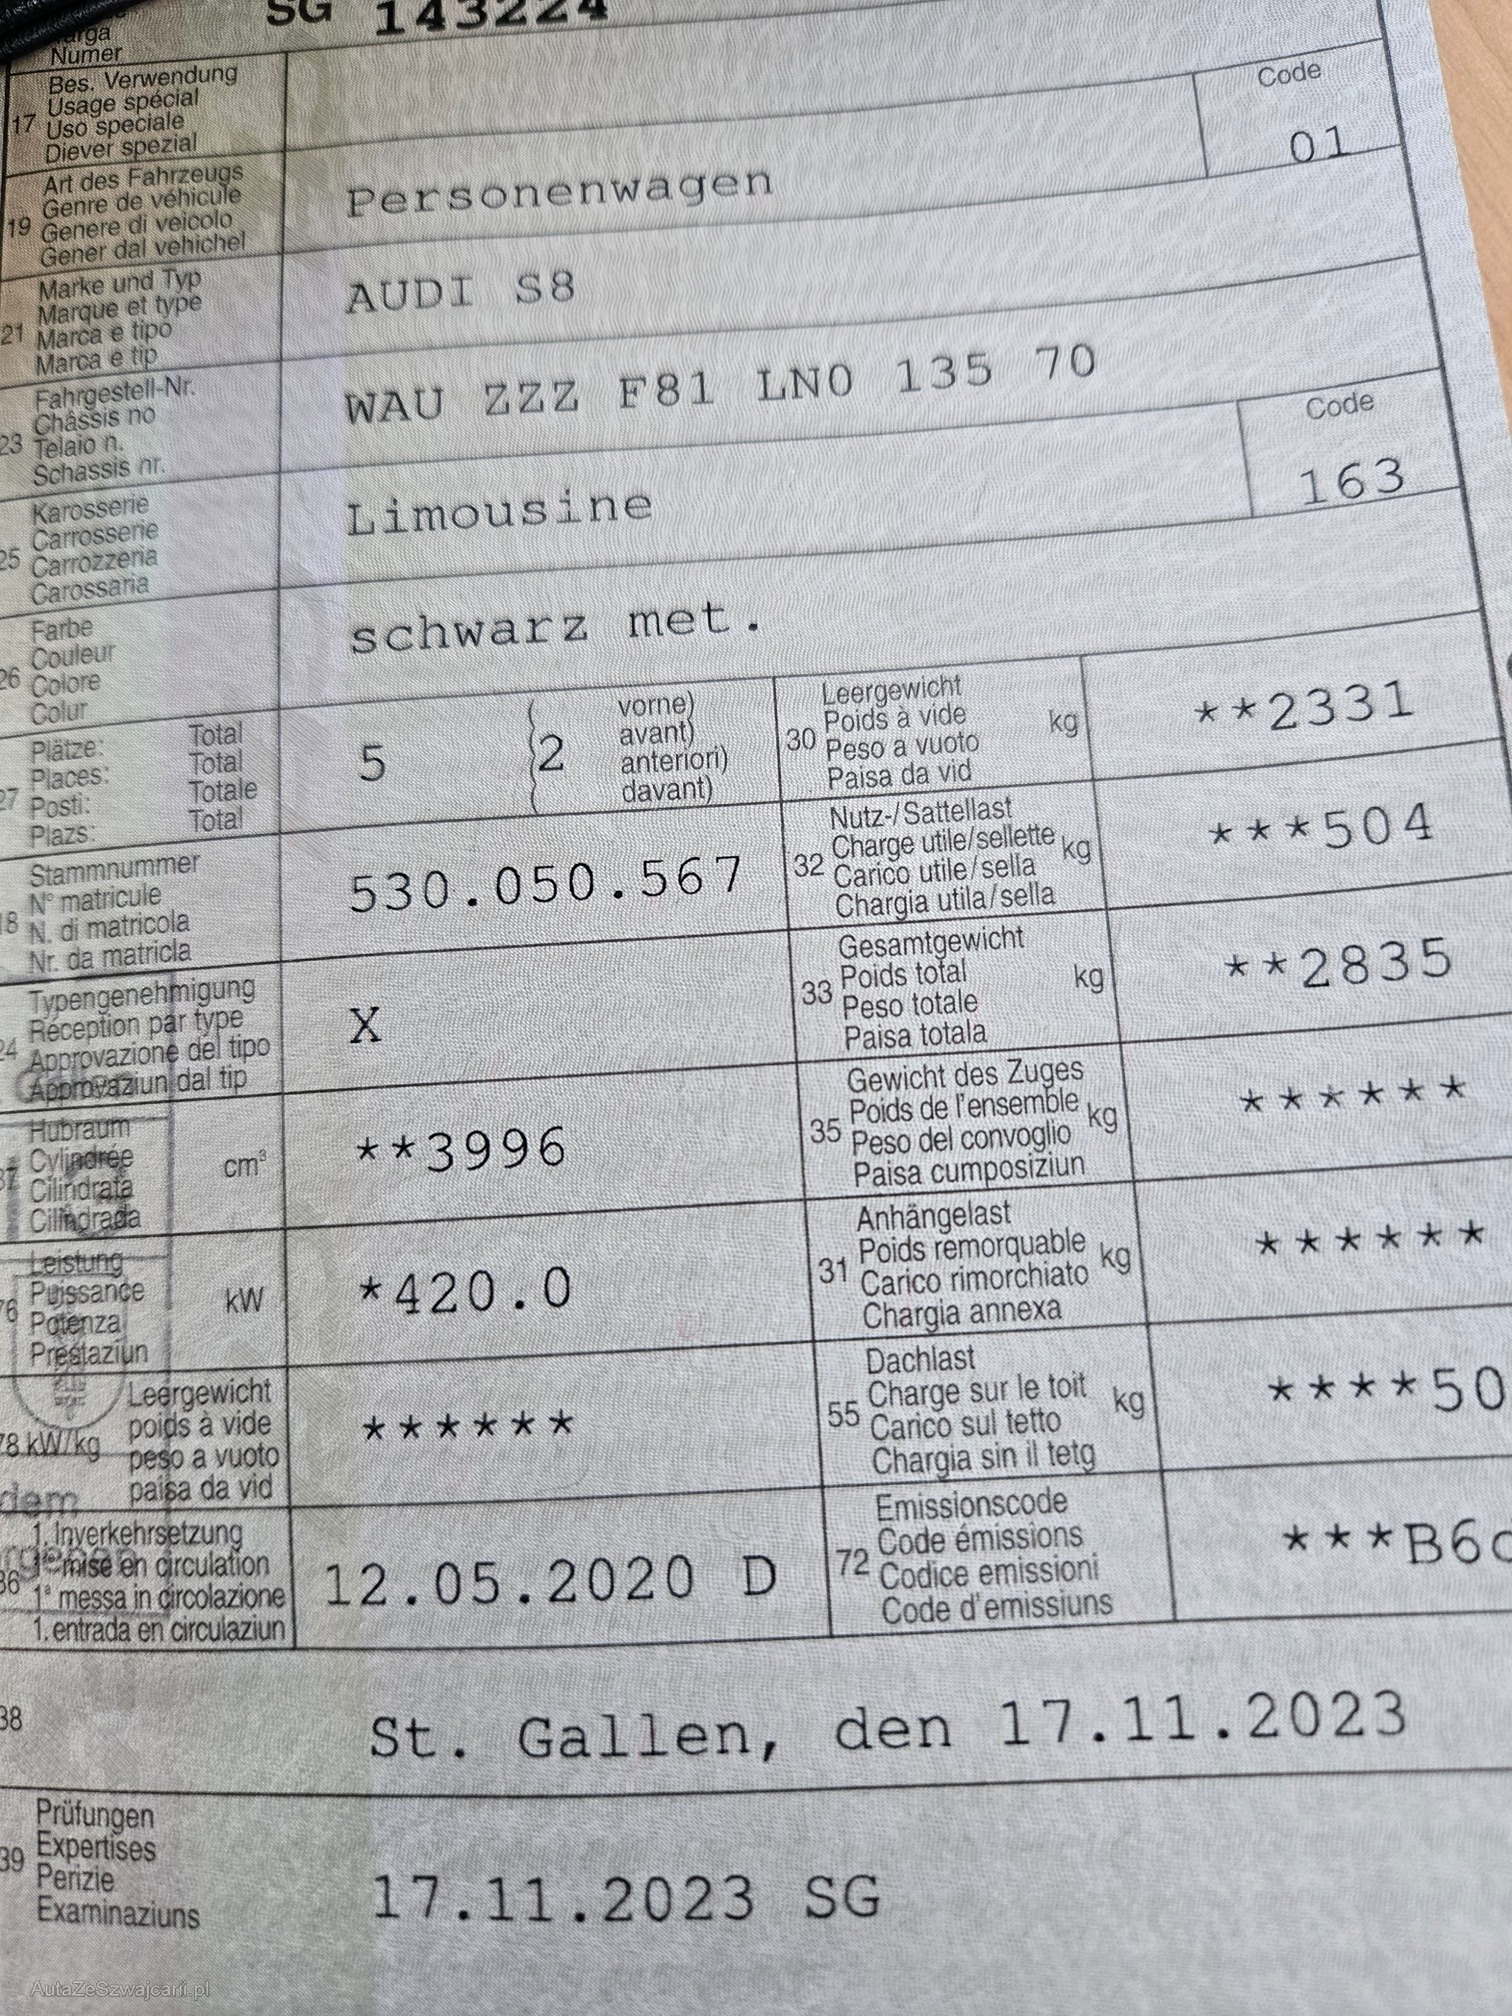 SG 143224
Numer
17 Bes. Verwendung
Usage spécial
Uso speciale
Diever spezial
Code
01
19 Art des Fahrzeugs
Genre de véhicule
Genere di veicolo
Gener dal vehichel
Personenwagen
21 Marke und Typ
Marque et type
Marca e tipo
Marca e tip
AUDI S8
23 Fahrgestell-Nr.
Châssis no
Telaio n.
Schassis nr.
WAU ZZZ F81 LN0 135 70
25 Karosserie
Carrosserie
Carrozzeria
Carossaria
Limousine
Code
163
26 Farbe
Couleur
Colore
Colur
schwarz met.
27 Plätze: Total
Places: Total
Posti: Totale
Plazs: Total
5 2
vorne)
avant)
anteriori)
davant)
30 Leergewicht
Poids à vide
Peso a vuoto
Paisa da vid
kg
**2331
18 Stammnummer
N° matricule
N. di matricola
Nr. da matricla
530.050.567
32 Nutz-/Sattellast
Charge utile/sellette
Carico utile/sella
Chargia utila/sella
kg
***504
24 Typengenehmigung
Réception par type
Approvazione del tipo
Approvaziun dal tip
X
33 Gesamtgewicht
Poids total
Peso totale
Paisa totala
kg
**2835
37 Hubraum
Cylindrée
Cilindrata
Cilindrada
cm³
**3996
35 Gewicht des Zuges
Poids de l'ensemble
Peso del convoglio
Paisa cumposiziun
kg
******
76 Leistung
Puissance
Potenza
Prestaziun
kW
*420.0
31 Anhängelast
Poids remorquable
Carico rimorchiato
Chargia annexa
kg
******
78 kW/kg
Leergewicht
poids à vide
peso a vuoto
paisa da vid
******
55 Dachlast
Charge sur le toit
Carico sul tetto
Chargia sin il tetg
kg
****50
36 1. Inverkehrsetzung
1re mise en circulation
1a messa in circolazione
1. entrada en circulaziun
12.05.2020 D
72 Emissionscode
Code émissions
Codice emissioni
Code d'emissiuns
***B6
38
St. Gallen, den 17.11.2023
39 Prüfungen
Expertises
Perizie
Examinaziuns
17.11.2023 SG
AutaZeSzwajcarii.pl